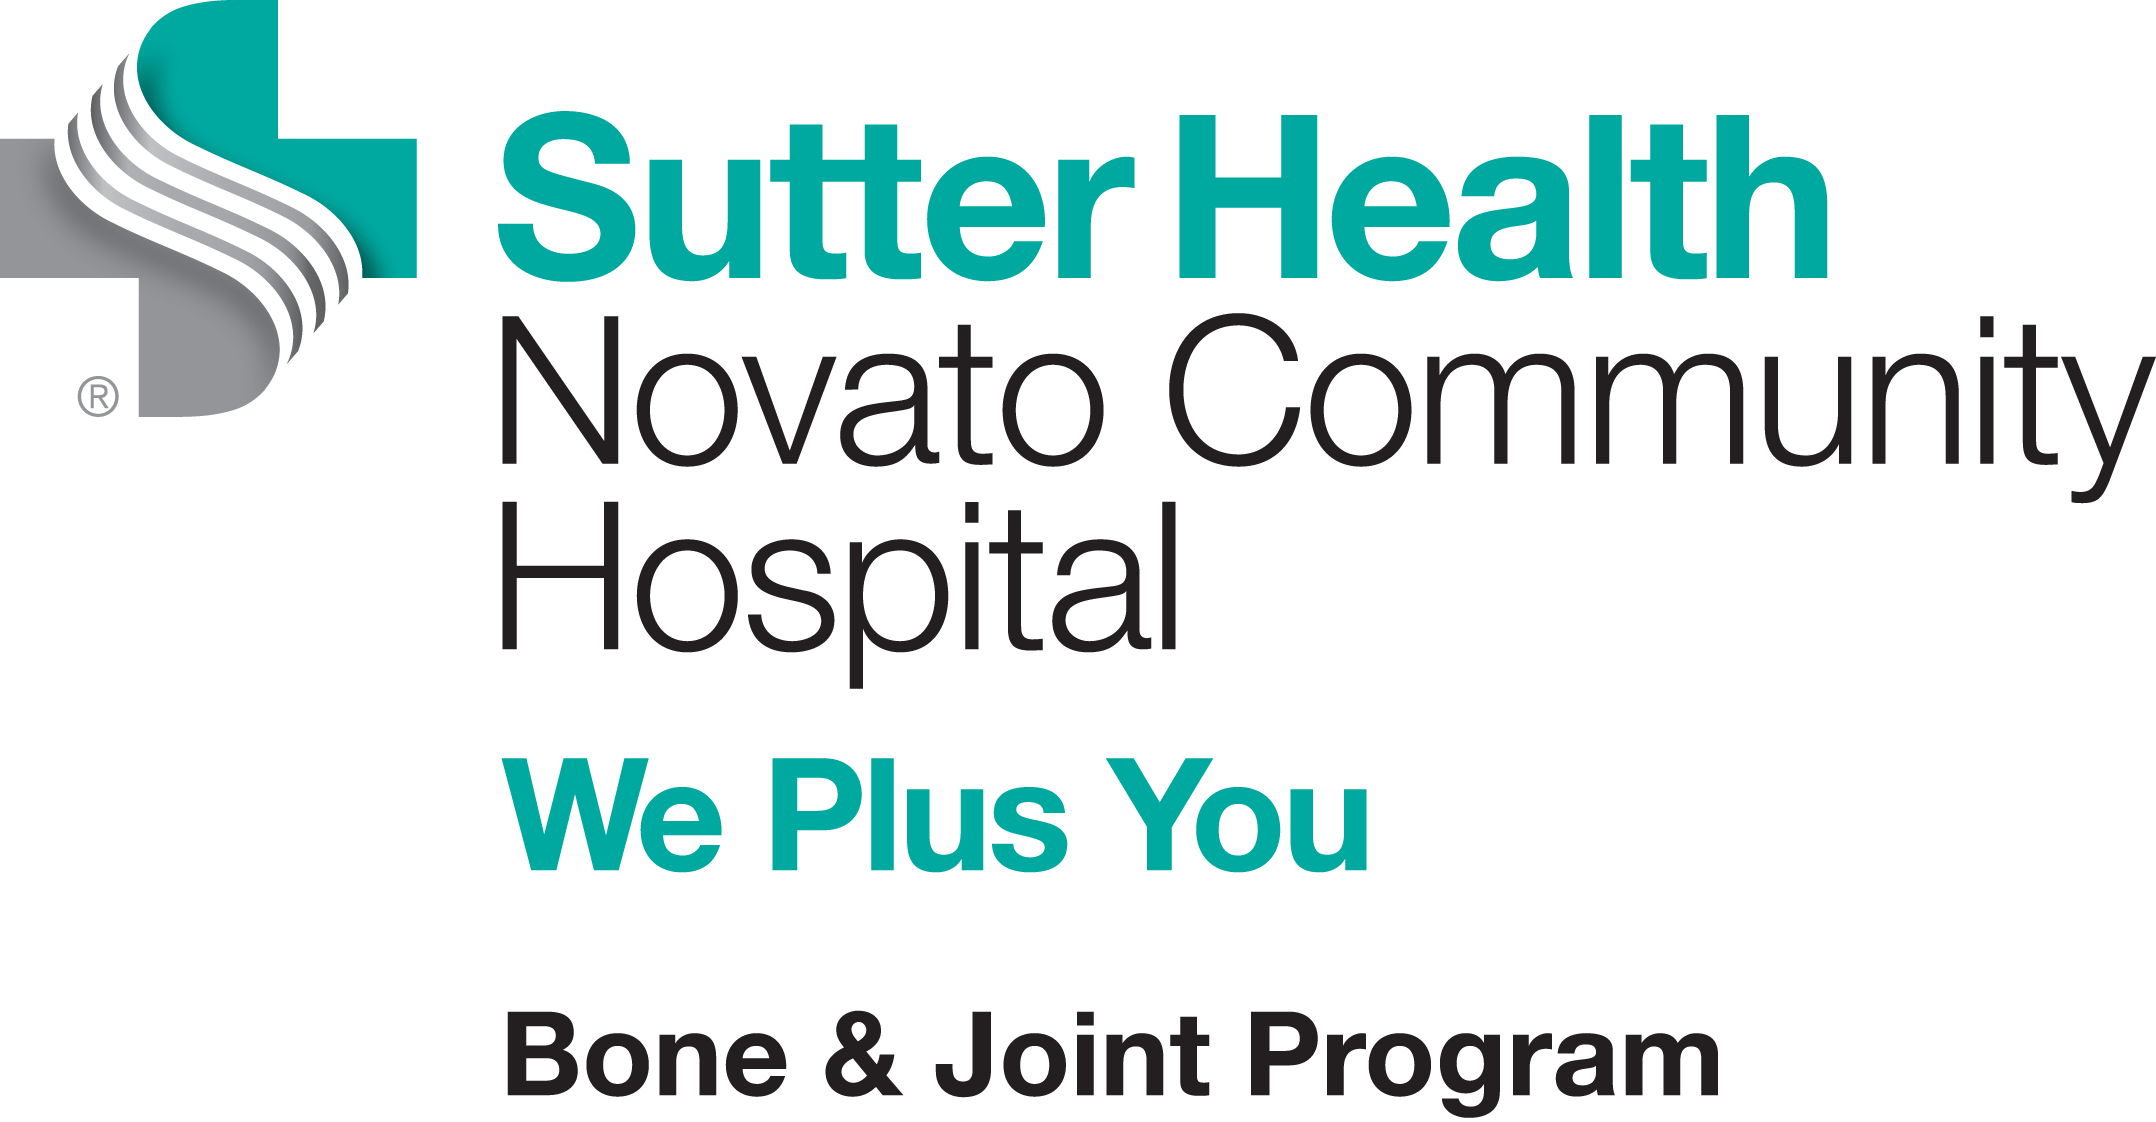 Sutter Health
Novato Community
Hospital
We Plus You
®
Bone & Joint Program